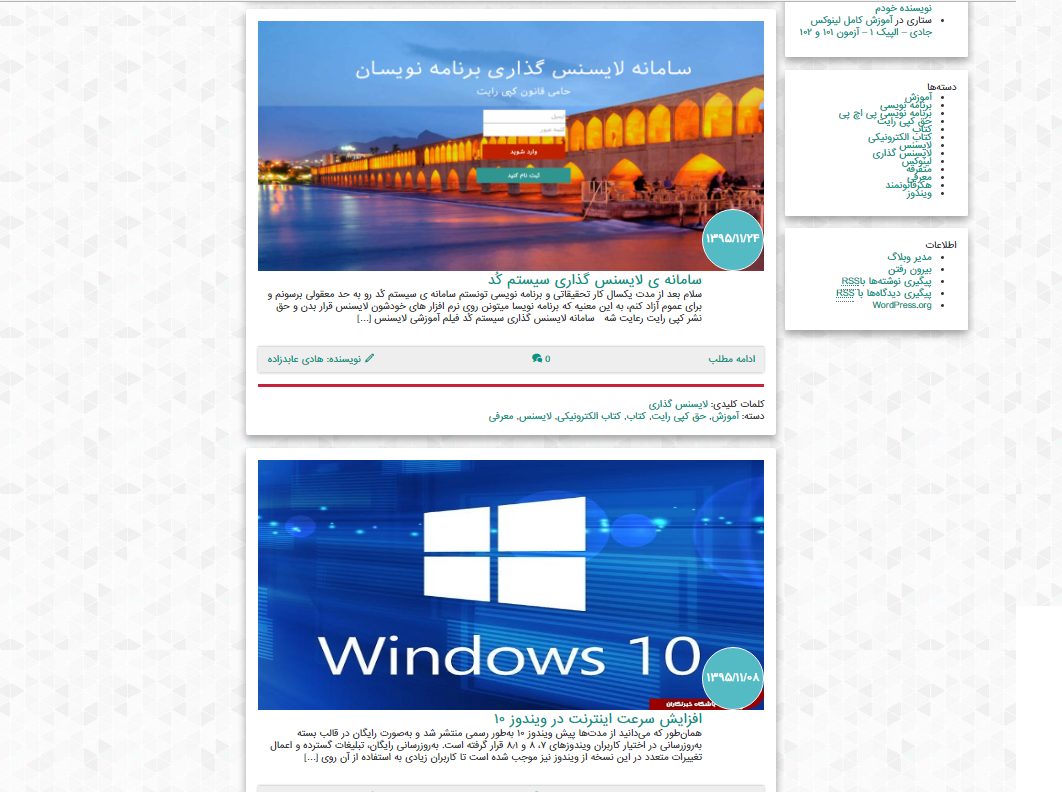 نویسنده خودم
ستاری در آموزش کامل لینوکس
جادی – الپیک ۱ – آزمون ۱۰۱ و ۱۰۲
دسته‌ها
آموزش
برنامه نویسی
برنامه نویسی پی اچ پی
حق کپی رایت
کتاب
کتاب الکترونیکی
لایسنس
لایسنس گذاری
لینوکس
متفرقه
معرفی
هکرقانونمند
ویندوز
اطلاعات
مدیر وبلاگ
بیرون رفتن
پیگیری نوشته‌ها با RSS
پیگیری دیدگاه‌ها با RSS
WordPress.org
سامانه لایسنس گذاری برنامه نویسان
حامی قانون کپی رایت
ایمیل
کلمه عبور
وارد شوید
ثبت نام کنید
۱۳۹۵/۱۱/۲۴
سامانه ی لایسنس گذاری سیستم کُد
سلام بعد از مدت یکسال کار تحقیقاتی و برنامه نویسی تونستم سامانه ی سیستم کُد رو به حد معقولی برسونم و
برای عموم آزاد کنم، به این معنیه که برنامه نویسا میتونن روی نرم افزار های خودشون لایسنس قرار بدن و حق
نشر کپی رایت رعایت شه سامانه لایسنس گذاری سیستم کُد فیلم آموزشی لایسنس [...]
ادامه مطلب
0
نویسنده: هادی عابدزاده
کلمات کلیدی: لایسنس گذاری
دسته: آموزش, حق کپی رایت, کتاب, کتاب الکترونیکی, لایسنس, معرفی
Windows 10
باشگاه خبرنگاران
۱۳۹۵/۱۱/۰۸
افزایش سرعت اینترنت در ویندوز ۱۰
همان‌طور که می‌دانید از مدت‌ها پیش ویندوز ۱۰ به‌طور رسمی منتشر شد و به‌صورت رایگان در قالب بسته
به‌روزرسانی در اختیار کاربران ویندوزهای ۷، ۸ و ۸/۱ قرار گرفته است. به‌روزرسانی رایگان، تبلیغات گسترده و اعمال
تغییرات متعدد در این نسخه از ویندوز نیز موجب شده است تا کاربران زیادی به استفاده از آن روی [...]